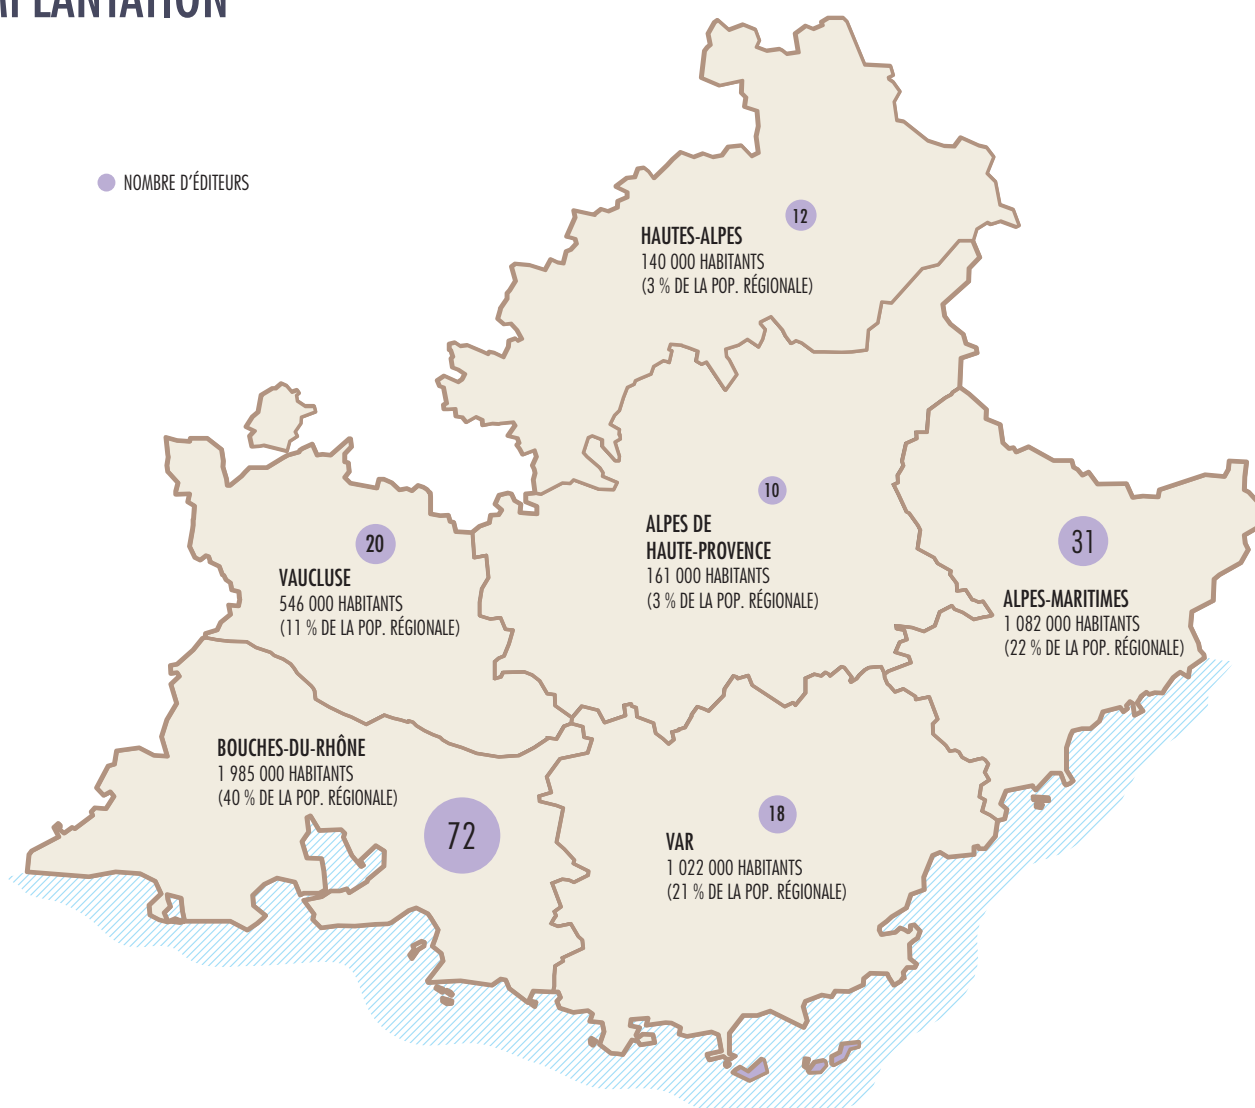 MPLANTATION
NOMBRE D'ÉDITEURS
12
HAUTES-ALPES
140 000 HABITANTS
(3 % DE LA POP. RÉGIONALE)
10
ALPES DE
HAUTE-PROVENCE
161 000 HABITANTS
(3 % DE LA POP. RÉGIONALE)
20
VAUCLUSE
546 000 HABITANTS
(11 % DE LA POP. RÉGIONALE)
31
ALPES-MARITIMES
1 082 000 HABITANTS
(22 % DE LA POP. RÉGIONALE)
BOUCHES-DU-RHÔNE
1 985 000 HABITANTS
(40 % DE LA POP. RÉGIONALE)
72
18
VAR
1 022 000 HABITANTS
(21 % DE LA POP. RÉGIONALE)